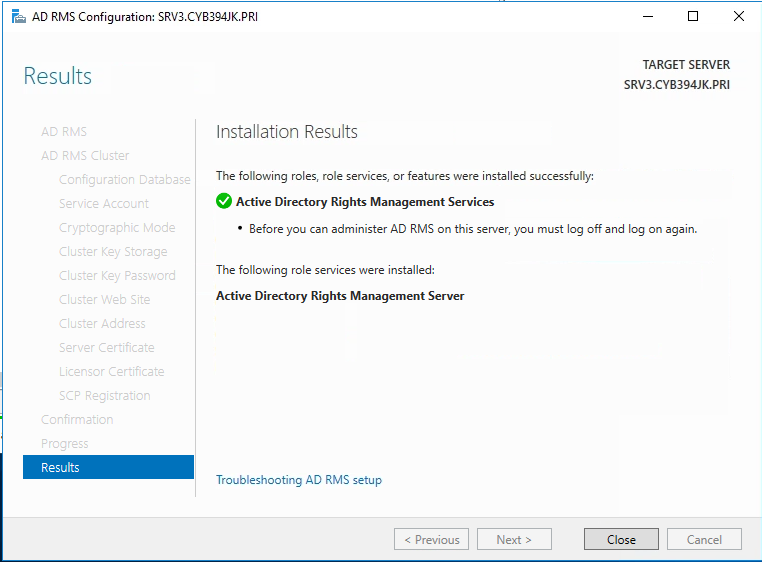 AD RMS Configuration: SRV3.CYB394JK.PRI
Results
TARGET SERVER
SRV3.CYB394JK.PRI
AD RMS
AD RMS Cluster
Configuration Database
Service Account
Cryptographic Mode
Cluster Key Storage
Cluster Key Password
Cluster Web Site
Cluster Address
Server Certificate
Licensor Certificate
SCP Registration
Confirmation
Progress
Results
Installation Results
The following roles, role services, or features were installed successfully:
Active Directory Rights Management Services
• Before you can administer AD RMS on this server, you must log off and log on again.
The following role services were installed:
Active Directory Rights Management Server
Troubleshooting AD RMS setup
< Previous
Next >
Close
Cancel